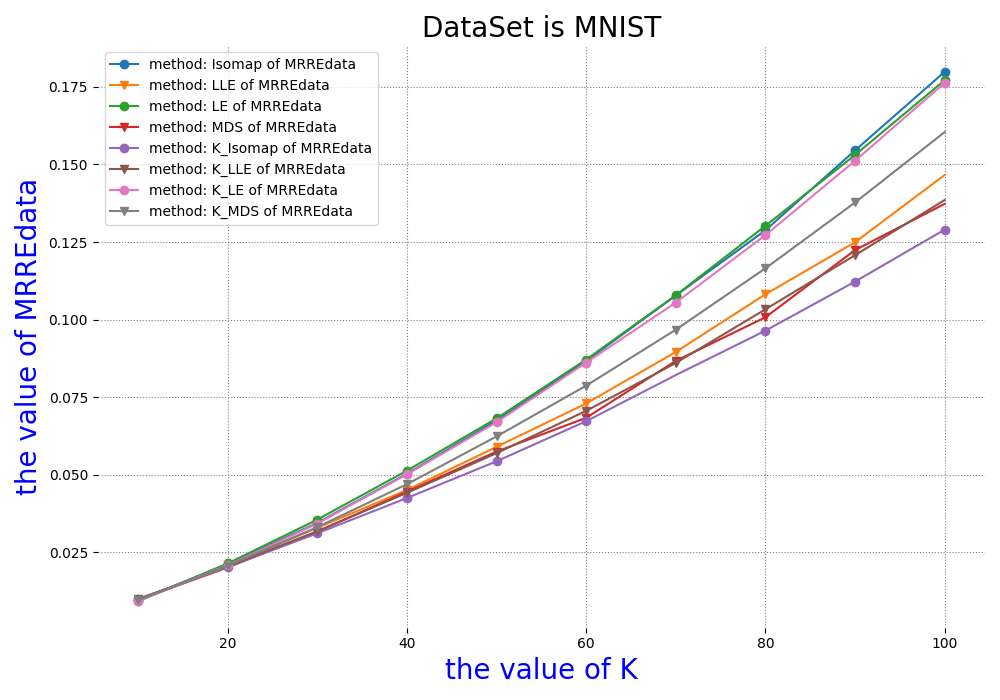 DataSet is MNIST
method: Isomap of MRREdata
method: LLE of MRREdata
method: LE of MRREdata
method: MDS of MRREdata
method: K_Isomap of MRREdata
method: K_LLE of MRREdata
method: K_LE of MRREdata
method: K_MDS of MRREdata
the value of MRREdata
0.175
0.150
0.125
0.100
0.075
0.050
0.025
20 40 60 80 100
the value of K